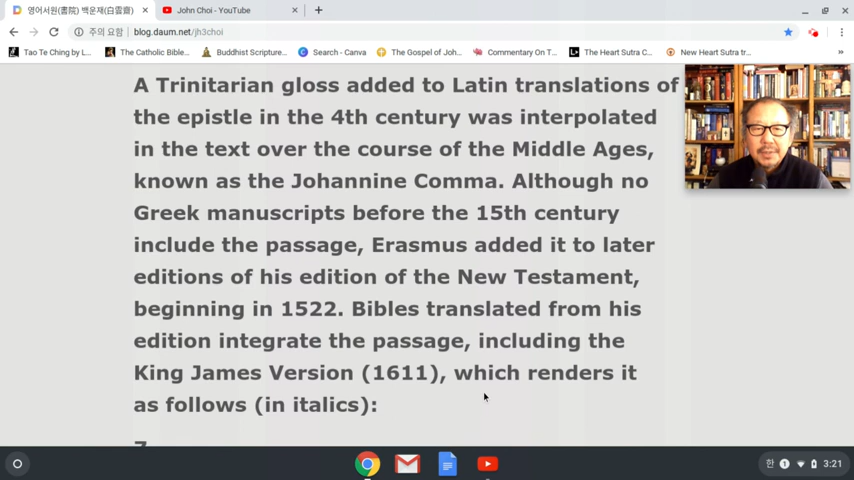 영어서원(書院) 백운재(白雲齋)
John Choi - YouTube
주의 요함
blog.daum.net/jh3choi
Tao Te Ching by L...
The Catholic Bible...
Buddhist Scripture...
Search - Canva
The Gospel of Joh...
Commentary On T...
The Heart Sutra C...
New Heart Sutra tr...
»
A Trinitarian gloss added to Latin translations of
the epistle in the 4th century was interpolated
in the text over the course of the Middle Ages,
known as the Johannine Comma. Although no
Greek manuscripts before the 15th century
include the passage, Erasmus added it to later
editions of his edition of the New Testament,
beginning in 1522. Bibles translated from his
edition integrate the passage, including the
King James Version (1611), which renders it
as follows (in italics):
7
한 1 3:21